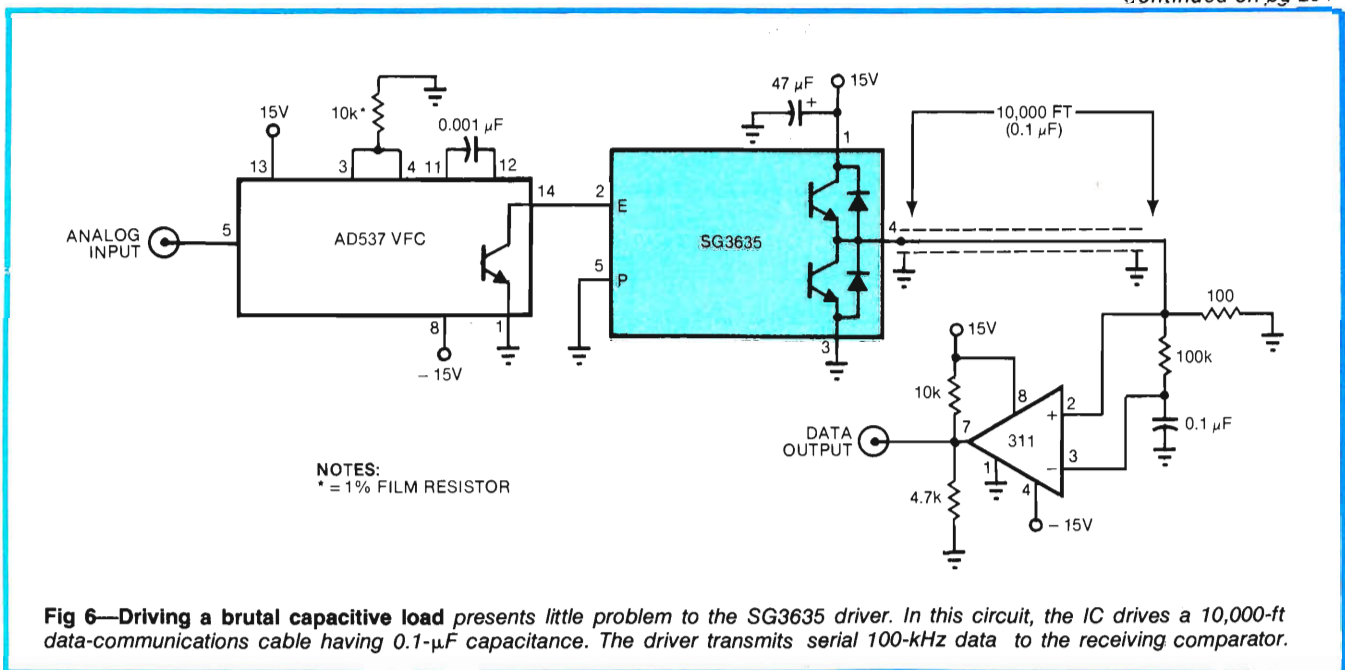 Continued on pg
47 µF
+
15V
10,000 FT
(0.1 µF)
15V
10k*
0.001 µF
1
13
3
4
11
12
14
2
E
4
ANALOG
INPUT
5
AD537 VFC
SG3635
5
P
100
8
1
3
15V
100k
– 15V
10k
8
2
+
0.1 µF
DATA
OUTPUT
7
311
3
–
1
4
4.7k
– 15V
NOTES:
* = 1% FILM RESISTOR
Fig 6—Driving a brutal capacitive load presents little problem to the SG3635 driver. In this circuit, the IC drives a 10,000-ft
data-communications cable having 0.1-µF capacitance. The driver transmits serial 100-kHz data to the receiving comparator.